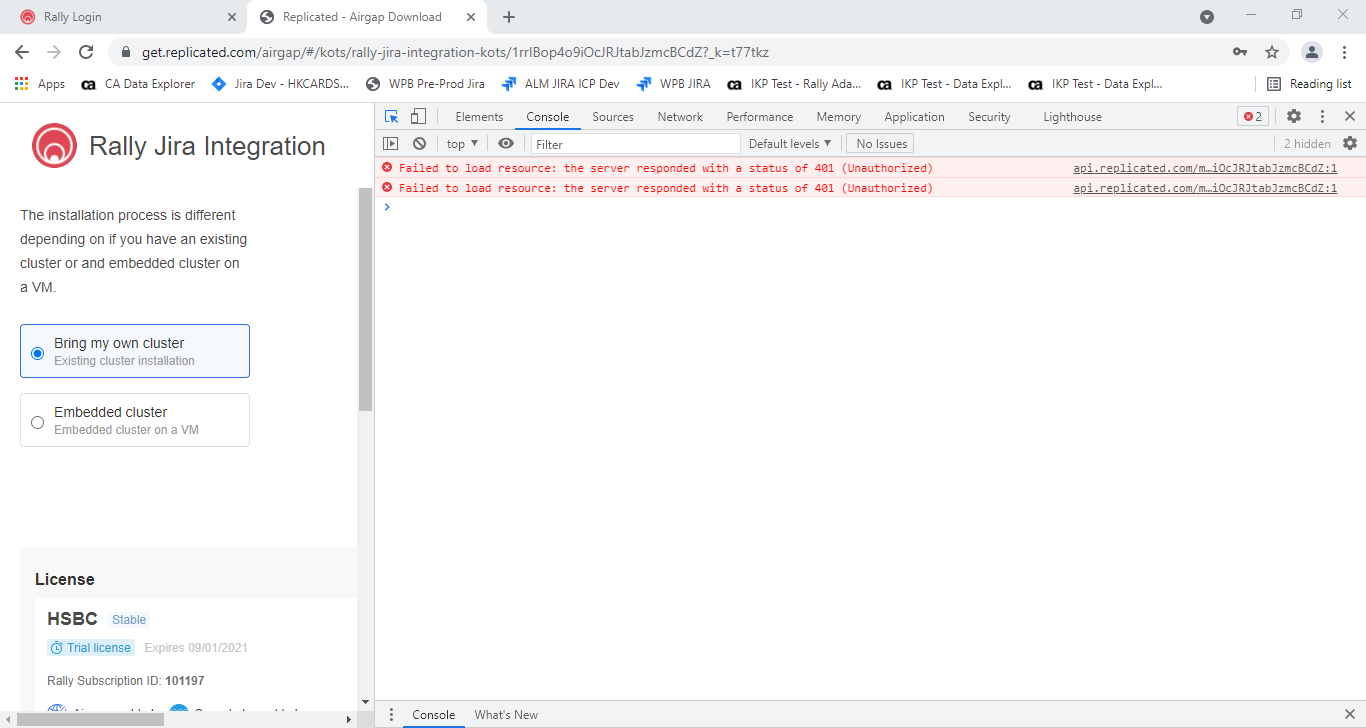 Rally Login
Replicated - Airgap Download
get.replicated.com/airgap/#/kots/rally-jira-integration-kots/1rrlBop4o9iOcJRJtabJzmcBCdZ?_k=t77tkz
Apps
CA Data Explorer
Jira Dev - HKCARDS...
WPB Pre-Prod Jira
ALM JIRA ICP Dev
WPB JIRA
IKP Test - Rally Ada...
IKP Test - Data Expl...
IKP Test - Data Expl...
Reading list
Rally Jira Integration
The installation process is different
depending on if you have an existing
cluster or and embedded cluster on
a VM.
Bring my own cluster
Existing cluster installation
Embedded cluster
Embedded cluster on a VM
License
HSBC Stable
Trial license Expires 09/01/2021
Rally Subscription ID: 101197
Elements Console Sources Network Performance Memory Application Security Lighthouse 2
top Filter Default levels No Issues 2 hidden
Failed to load resource: the server responded with a status of 401 (Unauthorized) api.replicated.com/m…iOcJRJtabJzmcBCdZ:1
Failed to load resource: the server responded with a status of 401 (Unauthorized) api.replicated.com/m…iOcJRJtabJzmcBCdZ:1
Console What's New